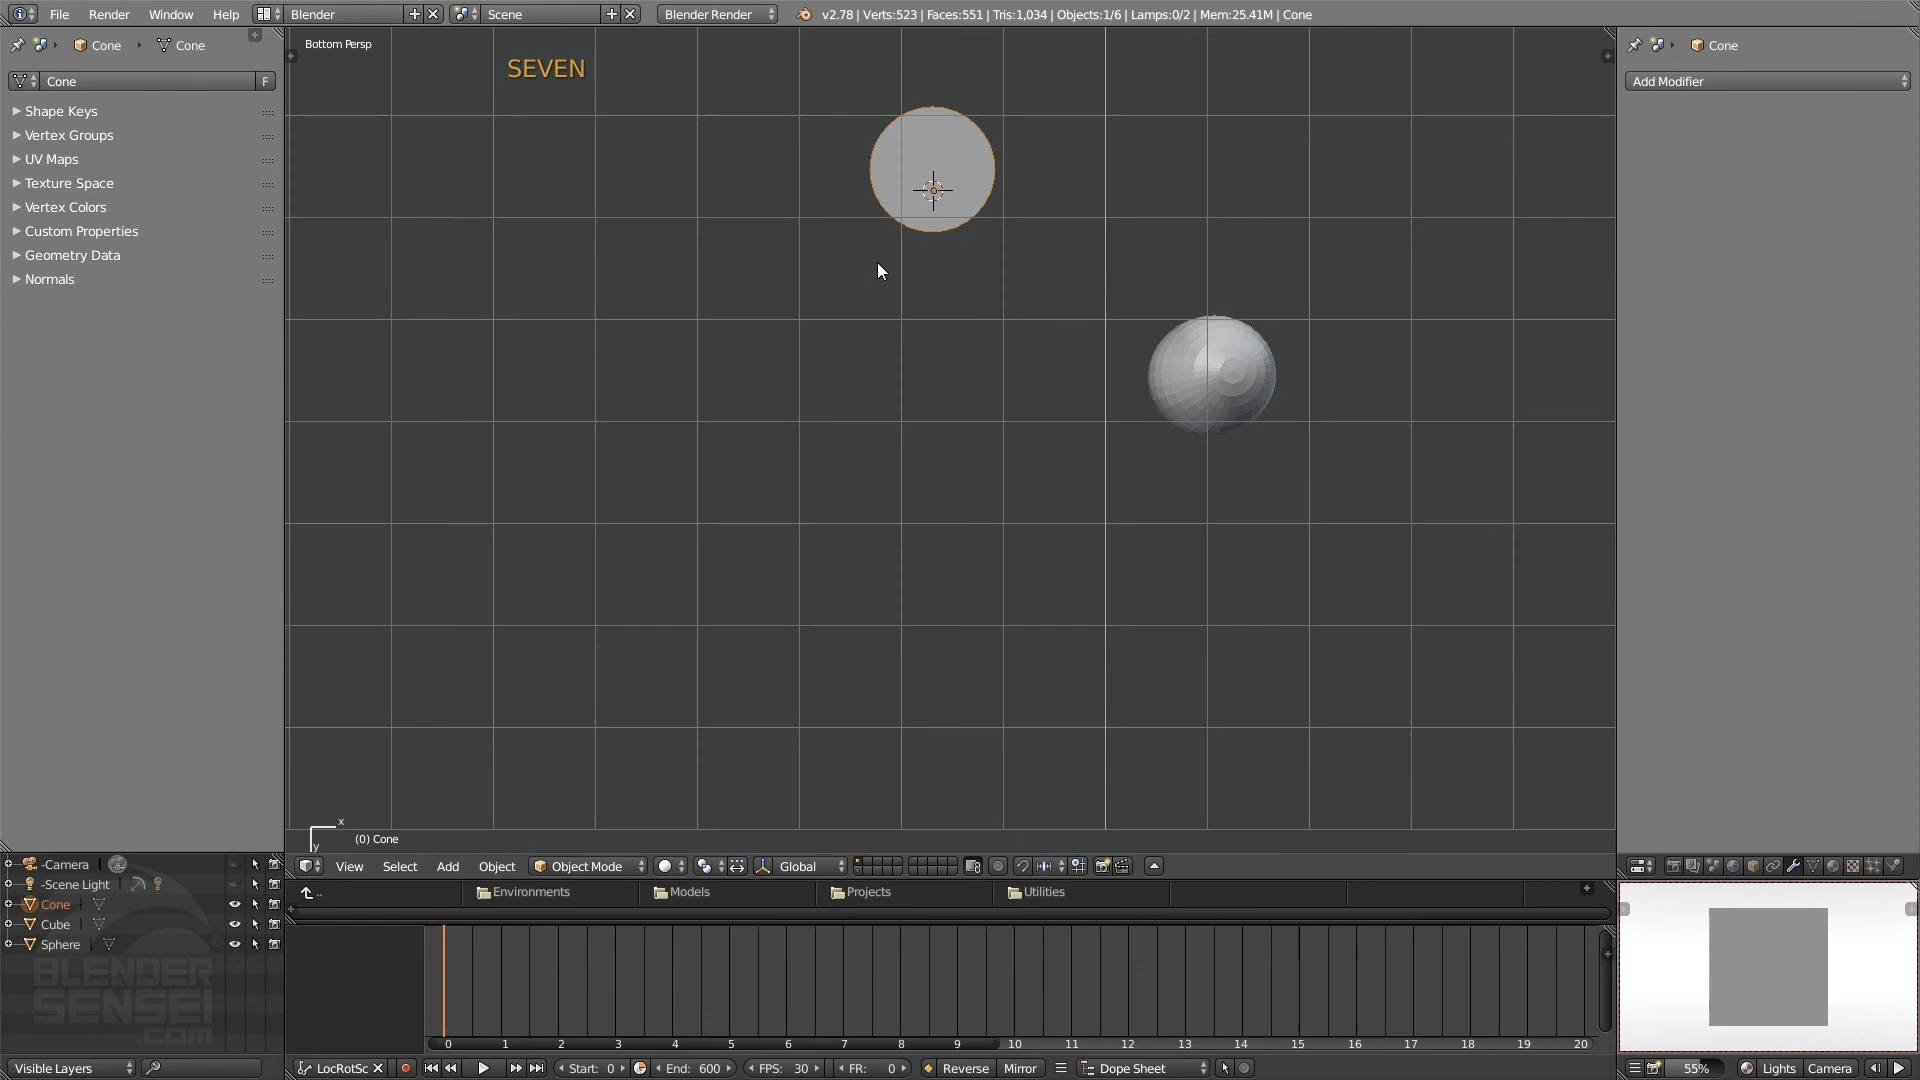 File Render Window Help Blender Scene Blender Render v2.78 | Verts:523 | Faces:551 | Tris:1,034 | Objects:1/6 | Lamps:0/2 | Mem:25.41M | Cone
Cone Cone
Cone F
Shape Keys
Vertex Groups
UV Maps
Texture Space
Vertex Colors
Custom Properties
Geometry Data
Normals
Bottom Persp
SEVEN
x
y
(0) Cone
Cone
Add Modifier
View Select Add Object Object Mode Global
.. Environments Models Projects Utilities
-Camera
-Scene Light
Cone
Cube
Sphere
BLENDER
SENSEI
.COM
0 1 2 3 4 5 6 7 8 9 10 11 12 13 14 15 16 17 18 19 20
Visible Layers
LocRotSc Start: 0 End: 600 FPS: 30 FR: 0 Reverse Mirror Dope Sheet
55% Lights Camera